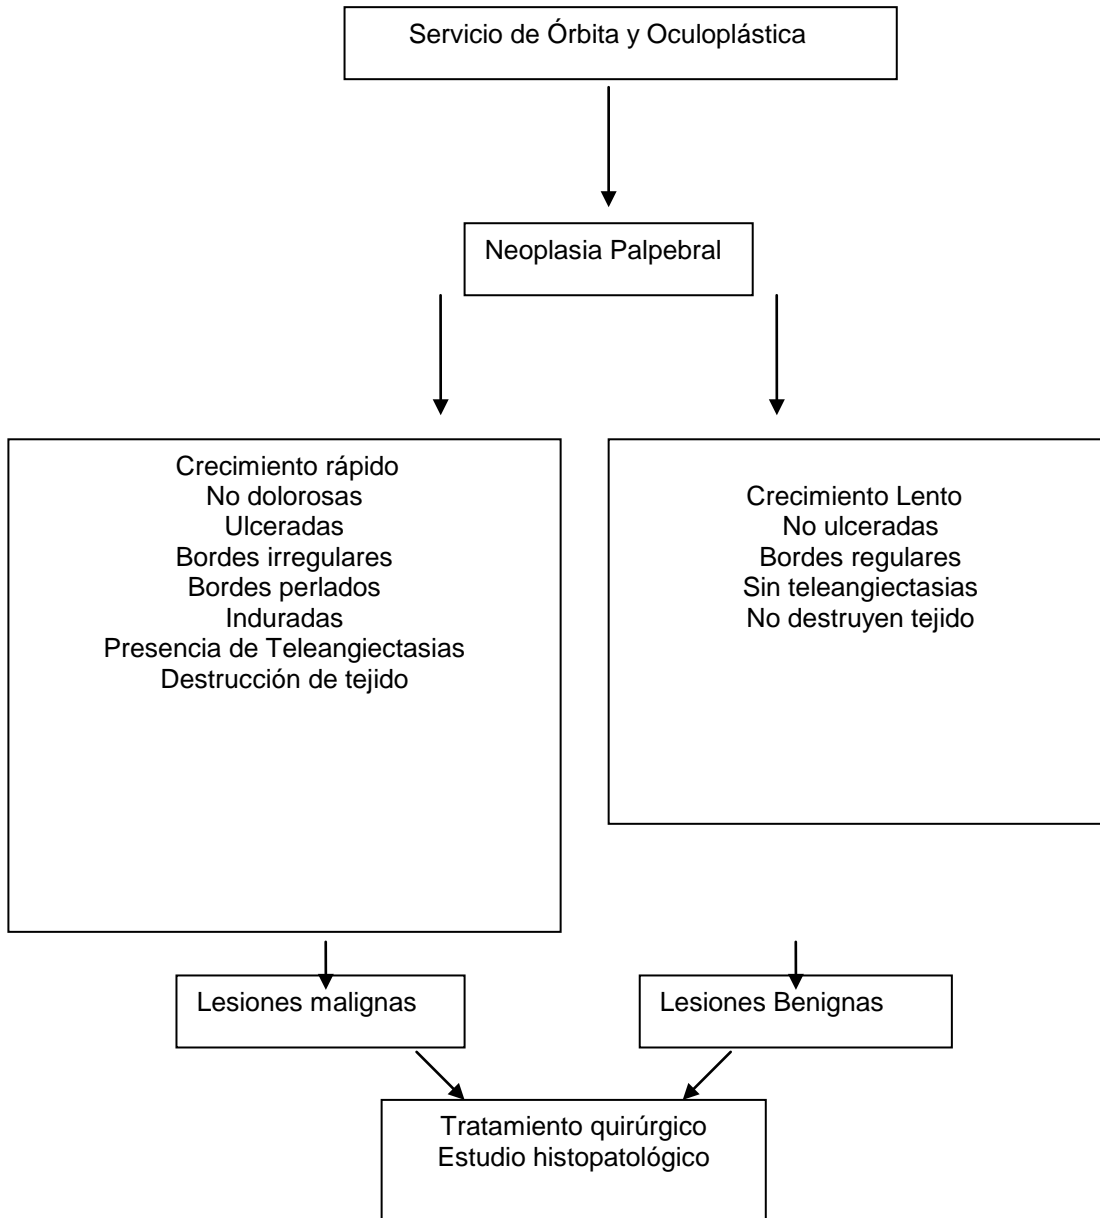 Servicio de Órbita y Oculoplástica
Neoplasia Palpebral
Crecimiento rápido
No dolorosas
Ulceradas
Bordes irregulares
Bordes perlados
Induradas
Presencia de Teleangiectasias
Destrucción de tejido
Crecimiento Lento
No ulceradas
Bordes regulares
Sin teleangiectasias
No destruyen tejido
Lesiones malignas
Lesiones Benignas
Tratamiento quirúrgico
Estudio histopatológico